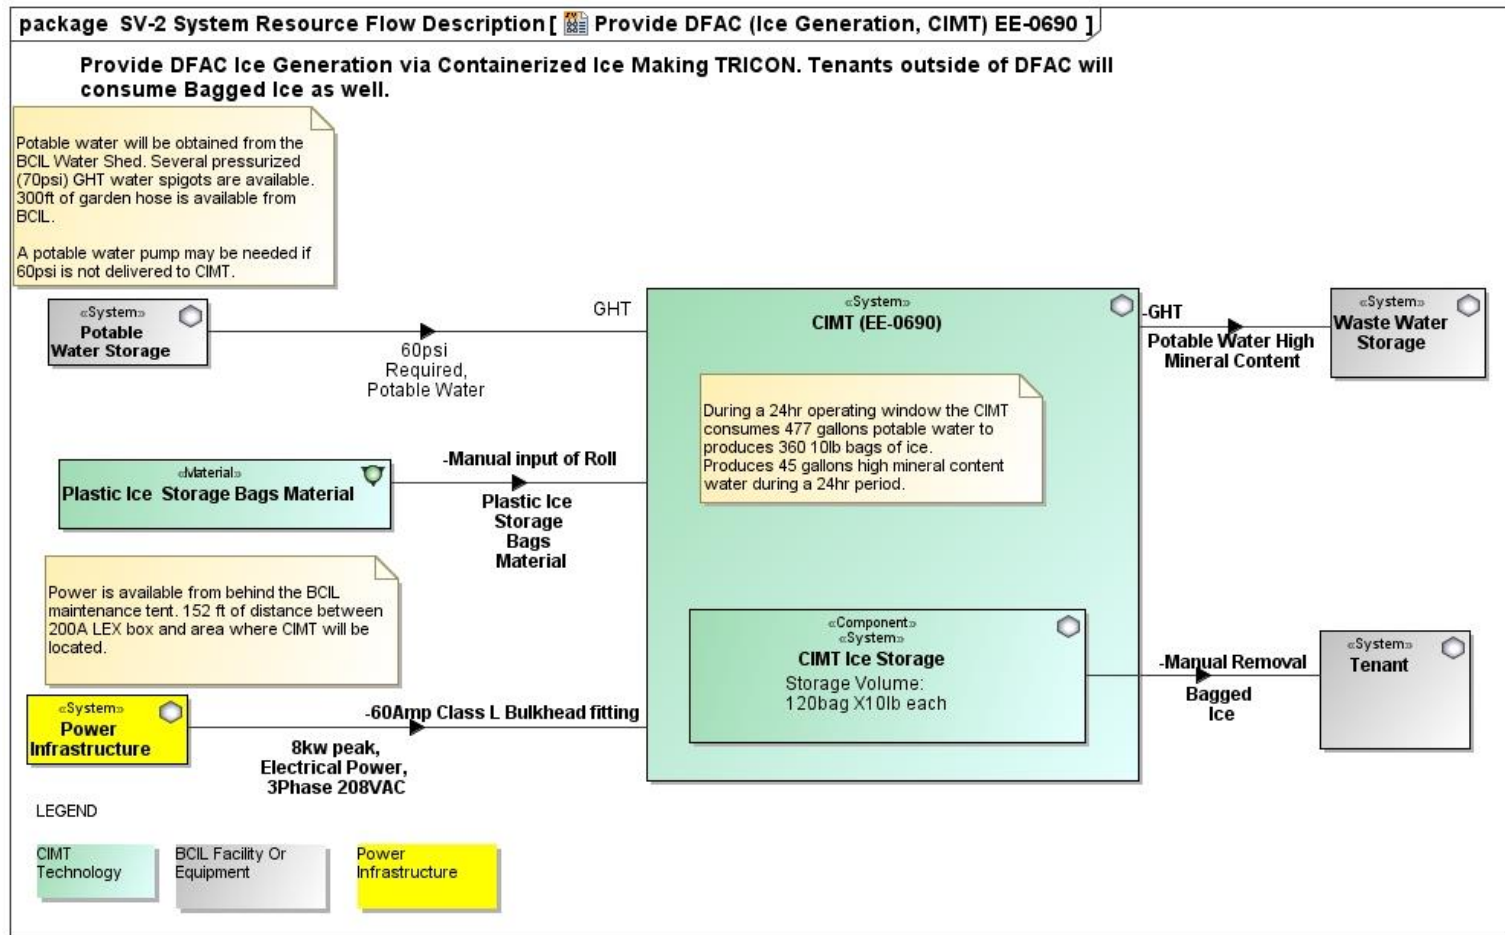 package SV-2 System Resource Flow Description [ Provide DFAC (Ice Generation, CIMT) EE-0690 ]
Provide DFAC Ice Generation via Containerized Ice Making TRICON. Tenants outside of DFAC will
consume Bagged Ice as well.
Potable water will be obtained from the
BCIL Water Shed. Several pressurized
(70psi) GHT water spigots are available.
300ft of garden hose is available from
BCIL.
A potable water pump may be needed if
60psi is not delivered to CIMT.
«System»
Potable
Water Storage
GHT
60psi
Required,
Potable Water
«System»
CIMT (EE-0690)
-GHT
Potable Water High
Mineral Content
«System»
Waste Water
Storage
During a 24hr operating window the CIMT
consumes 477 gallons potable water to
produces 360 10lb bags of ice.
Produces 45 gallons high mineral content
water during a 24hr period.
«Material»
Plastic Ice Storage Bags Material
-Manual input of Roll
Plastic Ice
Storage
Bags
Material
Power is available from behind the BCIL
maintenance tent. 152 ft of distance between
200A LEX box and area where CIMT will be
located.
«Component»
«System»
CIMT Ice Storage
Storage Volume:
120bag X10lb each
-Manual Removal
Bagged
Ice
«System»
Tenant
«System»
Power
Infrastructure
-60Amp Class L Bulkhead fitting
8kw peak,
Electrical Power,
3Phase 208VAC
LEGEND
CIMT
Technology
BCIL Facility Or
Equipment
Power
Infrastructure